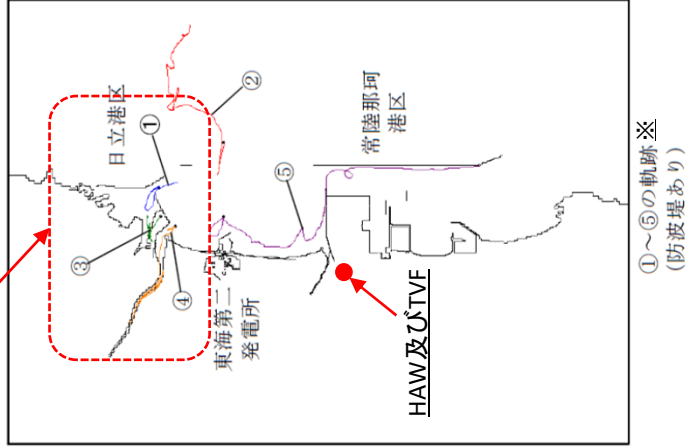 日立港区
①
②
③
④
⑤
常陸那珂
港区
東海第二
発電所
HAW及びTVF
①~⑤の軌跡※
(防波堤あり)